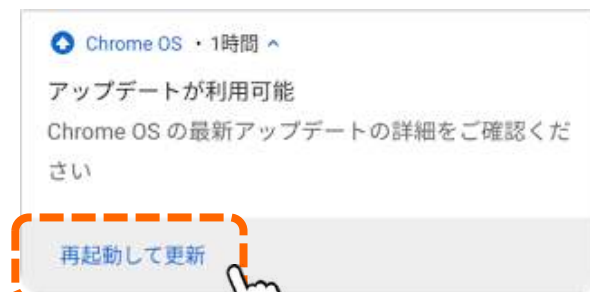 Chrome OS ・1時間
アップデートが利用可能
Chrome OS の最新アップデートの詳細をご確認くだ
さい
再起動して更新